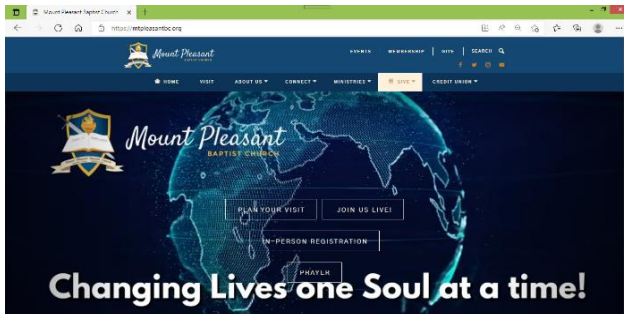 Mount Pleasant Baptist Church
https://mtpleasantbc.org
Mount Pleasant
BAPTIST CHURCH
EVENTS MEMBERSHIP GIVE SEARCH
HOME VISIT ABOUT US CONNECT MINISTRIES GIVE CREDIT UNION
Mount Pleasant
BAPTIST CHURCH
PLAN YOUR VISIT JOIN US LIVE!
IN-PERSON REGISTRATION
PRAYER
Changing Lives one Soul at a time!